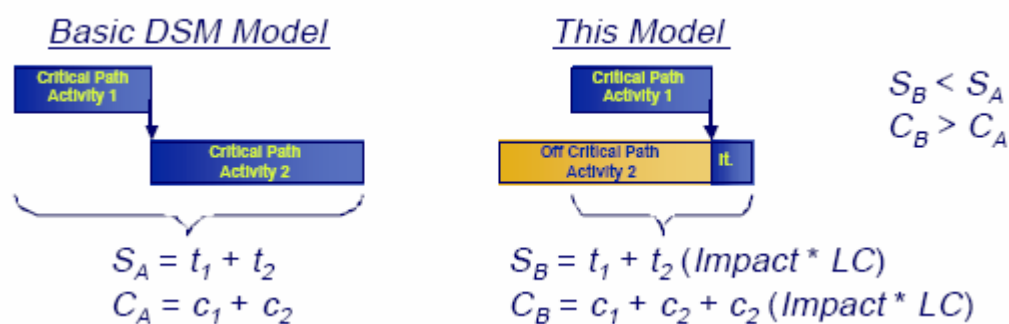 Basic DSM Model
This Model
Critical Path
Activity 1
Critical Path
Activity 2
Critical Path
Activity 1
Off Critical Path
Activity 2
It.
S_B < S_A
C_B > C_A
S_A = t_1 + t_2
C_A = c_1 + c_2
S_B = t_1 + t_2 (Impact * LC)
C_B = c_1 + c_2 + c_2 (Impact * LC)